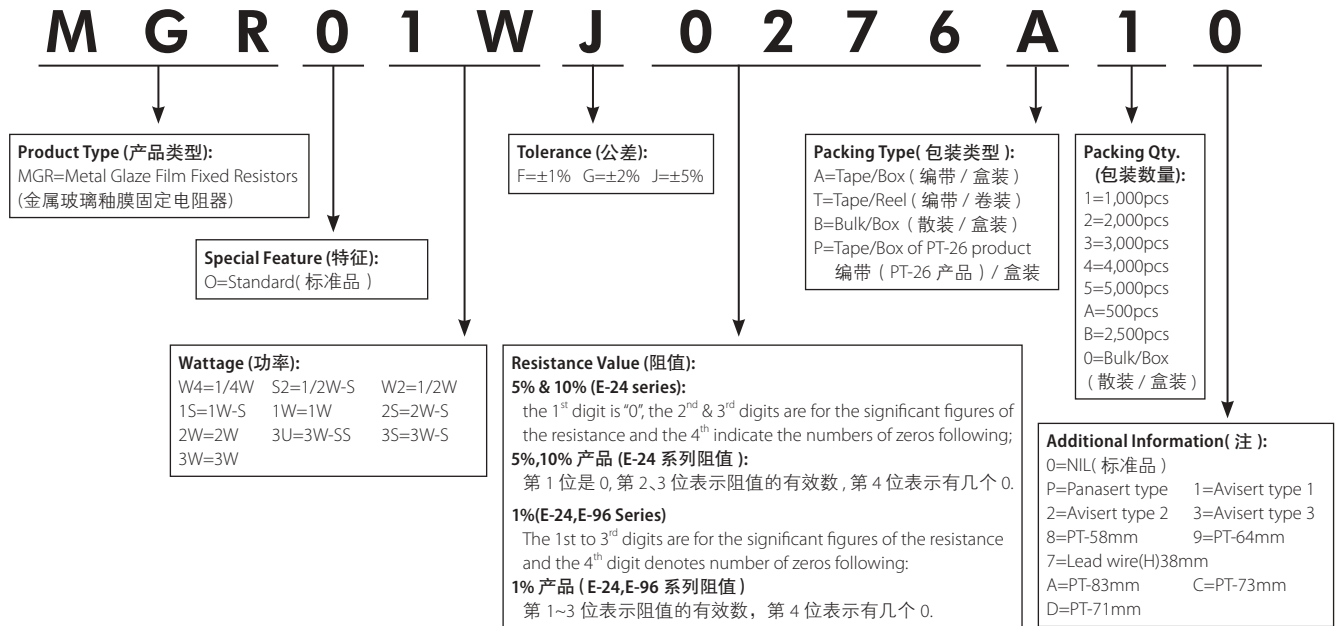 MGR01WJ0276A10
Product Type (产品类型):
MGR=Metal Glaze Film Fixed Resistors
(金属玻璃釉膜固定电阻器)
Special Feature (特征):
O=Standard( 标准品 )
Wattage (功率):
W4=1/4W S2=1/2W-S W2=1/2W
1S=1W-S 1W=1W 2S=2W-S
2W=2W 3U=3W-SS 3S=3W-S
3W=3W
Tolerance (公差):
F=±1% G=±2% J=±5%
Resistance Value (阻值):
5% & 10% (E-24 series):
the 1st digit is "0", the 2nd & 3rd digits are for the significant figures of
the resistance and the 4th indicate the numbers of zeros following;
5%,10% 产品 (E-24 系列阻值 ):
第 1 位是 0, 第 2、3 位表示阻值的有效数 , 第 4 位表示有几个 0.
1%(E-24,E-96 Series)
The 1st to 3rd digits are for the significant figures of the resistance
and the 4th digit denotes number of zeros following:
1% 产品 ( E-24,E-96 系列阻值 )
第 1~3 位表示阻值的有效数，第 4 位表示有几个 0.
Packing Type( 包装类型 ):
A=Tape/Box ( 编带 / 盒装 )
T=Tape/Reel ( 编带 / 卷装 )
B=Bulk/Box ( 散装 / 盒装 )
P=Tape/Box of PT-26 product
编带 ( PT-26 产品 ) / 盒装
Packing Qty.
(包装数量):
1=1,000pcs
2=2,000pcs
3=3,000pcs
4=4,000pcs
5=5,000pcs
A=500pcs
B=2,500pcs
0=Bulk/Box
( 散装 / 盒装 )
Additional Information( 注 ):
0=NIL( 标准品 )
P=Panasert type 1=Avisert type 1
2=Avisert type 2 3=Avisert type 3
8=PT-58mm 9=PT-64mm
7=Lead wire(H)38mm
A=PT-83mm C=PT-73mm
D=PT-71mm